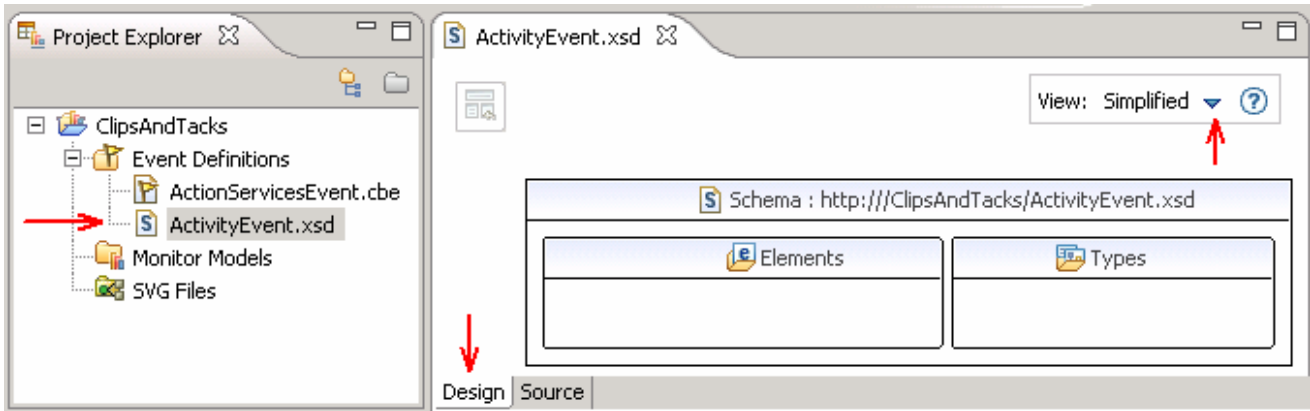 Project Explorer
ClipsAndTacks
Event Definitions
ActionServicesEvent.cbe
ActivityEvent.xsd
Monitor Models
SVG Files
ActivityEvent.xsd
View: Simplified
Schema : http:///ClipsAndTacks/ActivityEvent.xsd
Elements
Types
Design Source